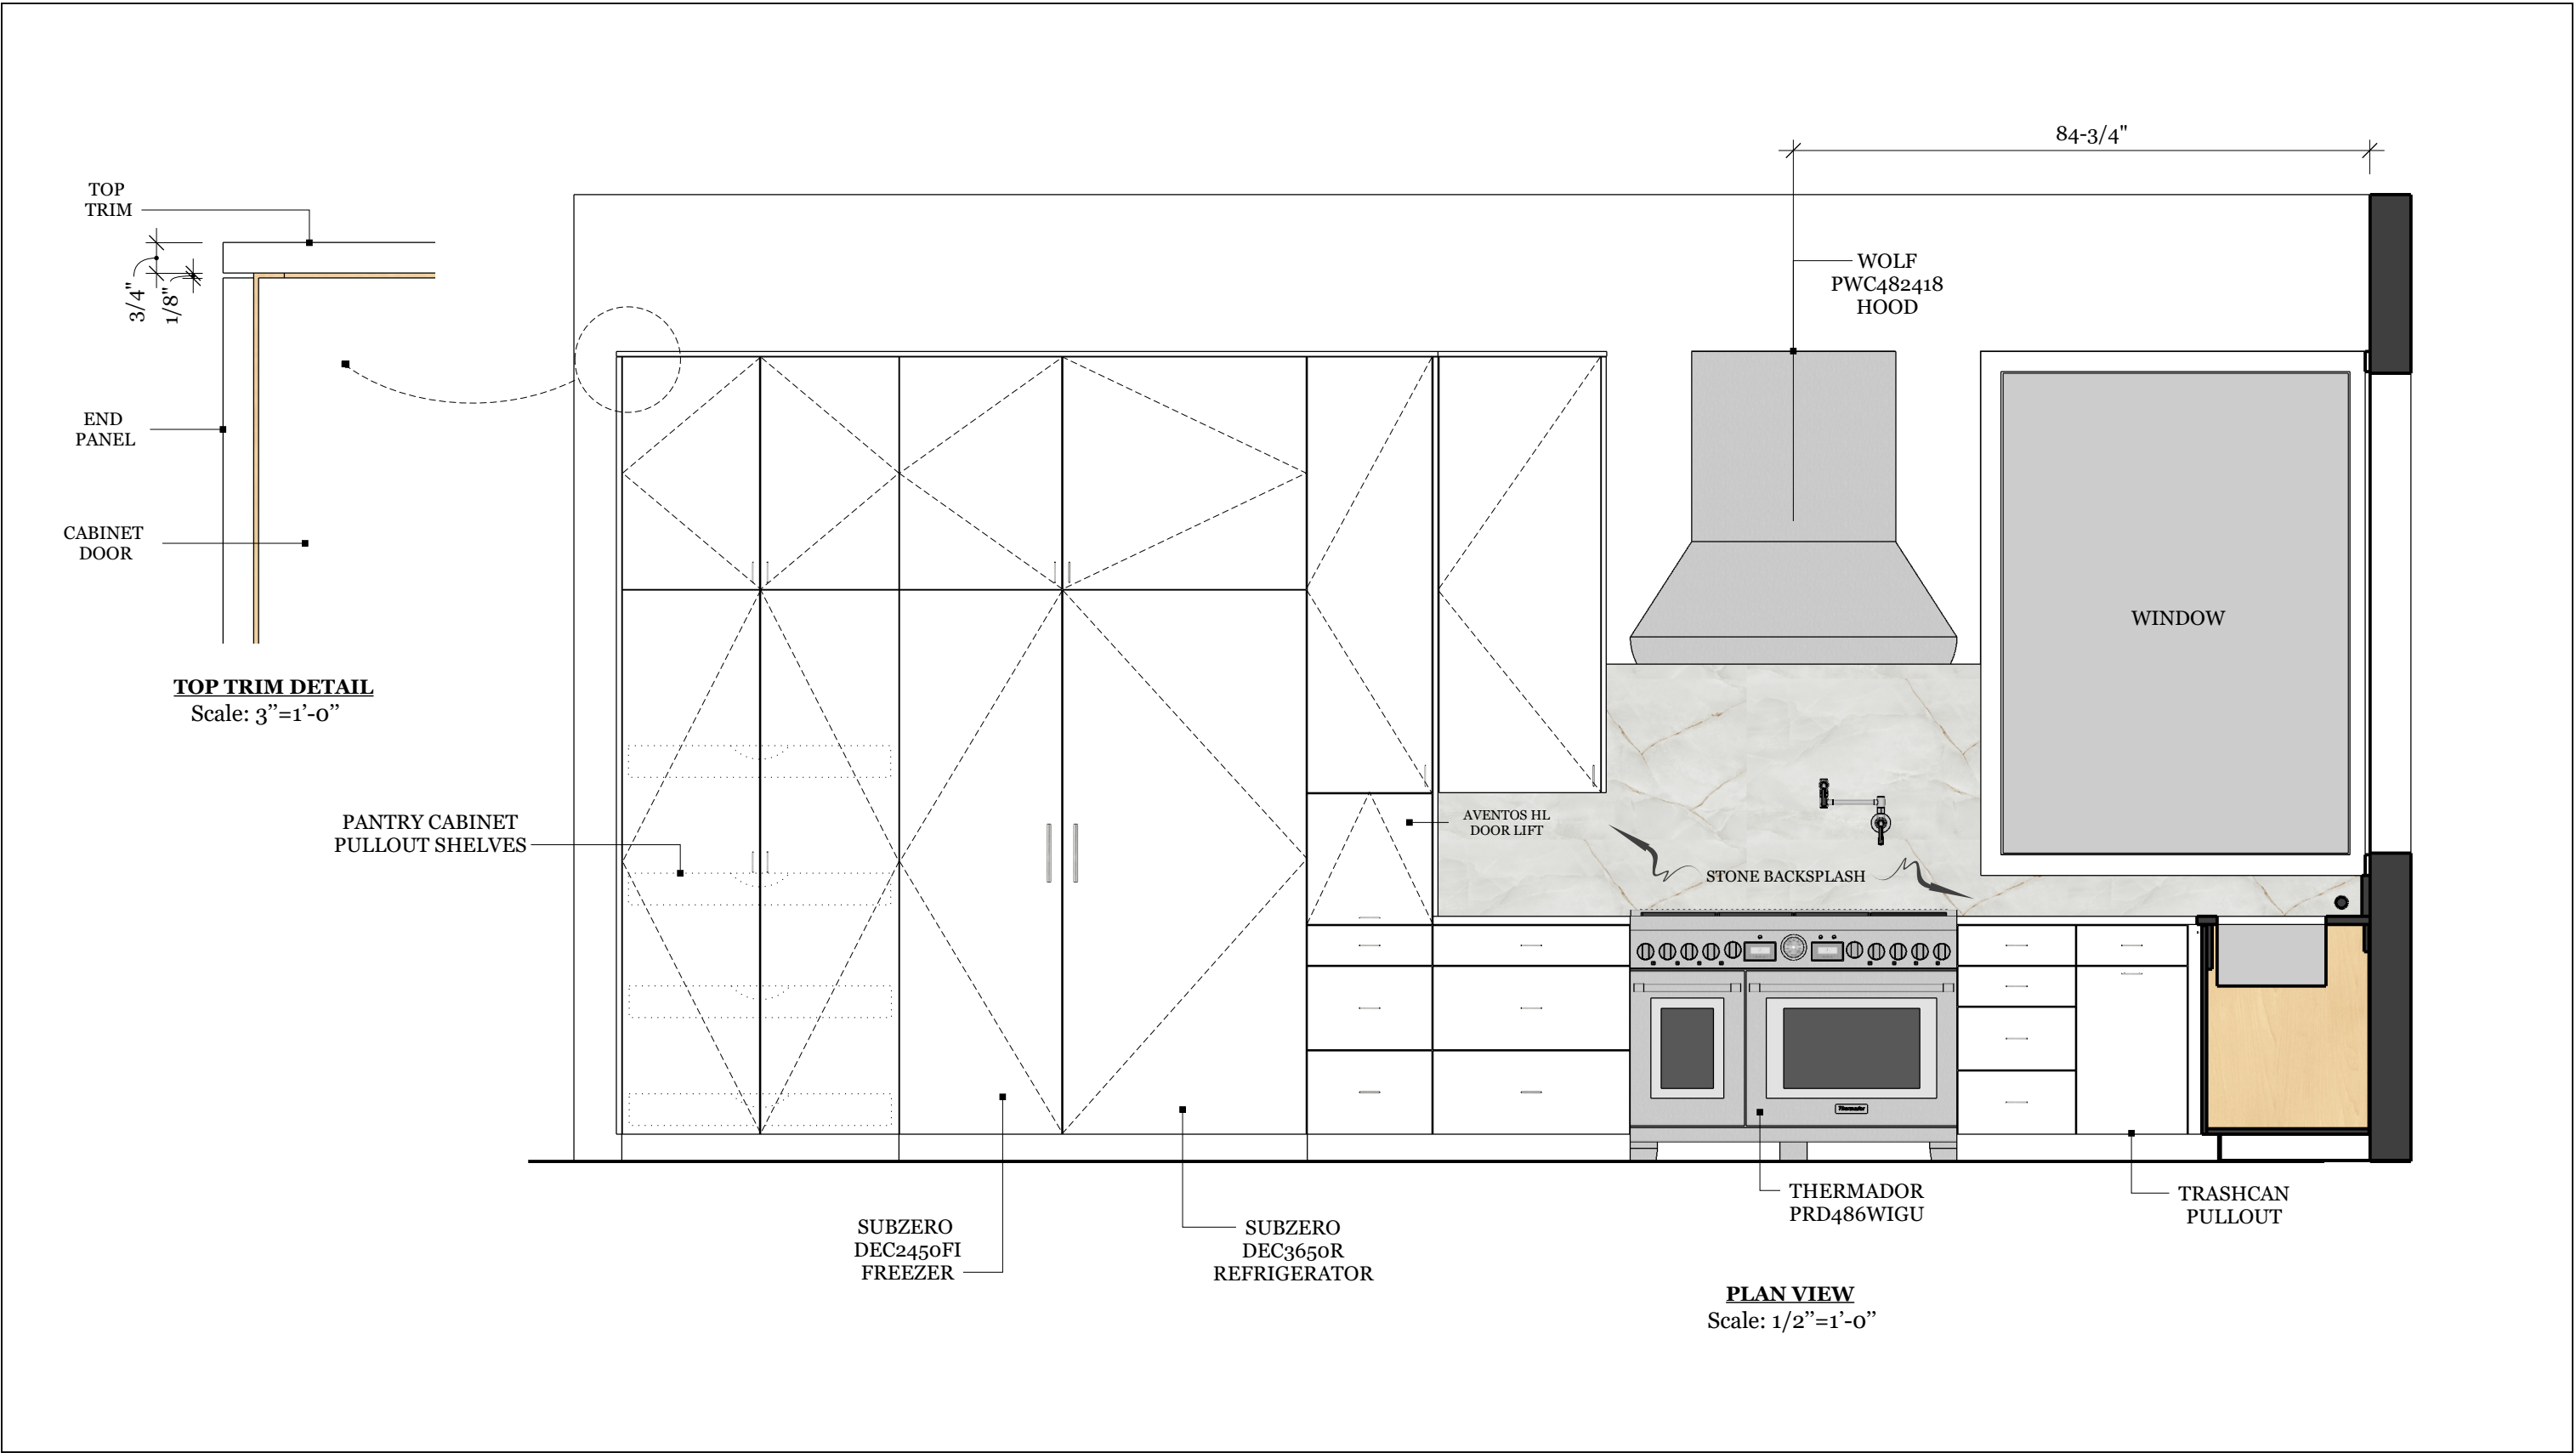 84-3/4"
TOP
TRIM
3/4"
1/8"
WOLF
PWC482418
HOOD
END
PANEL
CABINET
DOOR
WINDOW
TOP TRIM DETAIL
Scale: 3’’=1’-0’’
PANTRY CABINET
PULLOUT SHELVES
AVENTOS HL
DOOR LIFT
STONE BACKSPLASH
Thermador
THERMADOR
PRD486WIGU
TRASHCAN
PULLOUT
SUBZERO
DEC2450FI
FREEZER
SUBZERO
DEC3650R
REFRIGERATOR
PLAN VIEW
Scale: 1/2’’=1’-0’’